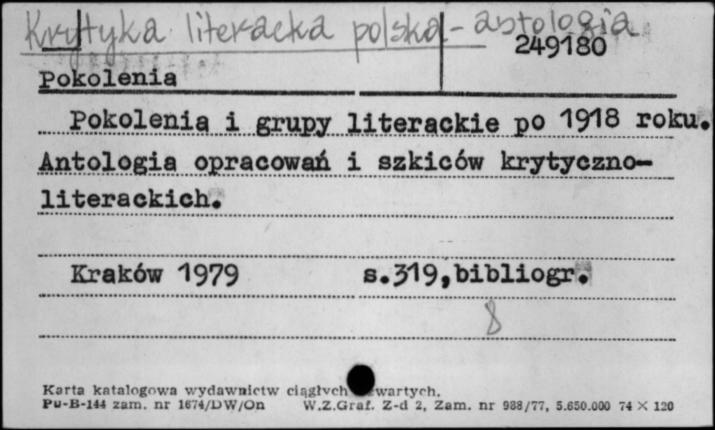 Krytyka literacka polska - antologia
249180
Pokolenia
Pokolenia i grupy literackie po 1918 roku.
Antologia opracowań i szkiców krytyczno-
literackich.
Kraków 1979 s.319,bibliogr.
8
Karta katalogowa wydawnictw ciągłych wartych.
Pu-B-144 zam. nr 1674/DW/On W.Z.Graf. Z-d 2, Zam. nr 988/77, 5.650.000 74 × 120